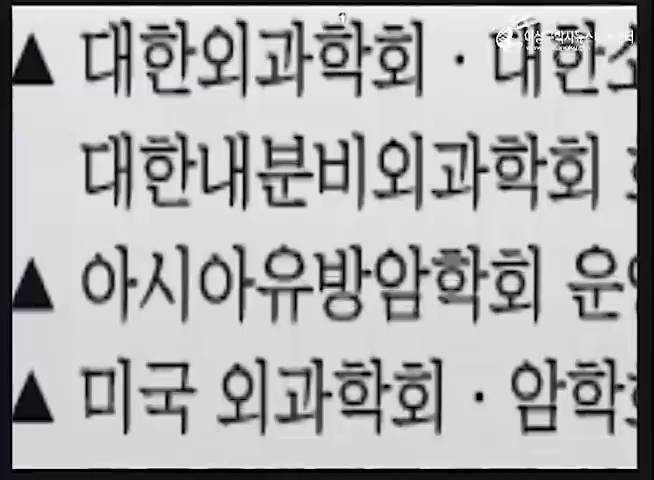 ▲ 대한외과학회 · 대한
대한내분비외과학회
▲ 아시아유방암학회 운
▲ 미국 외과학회 · 암학